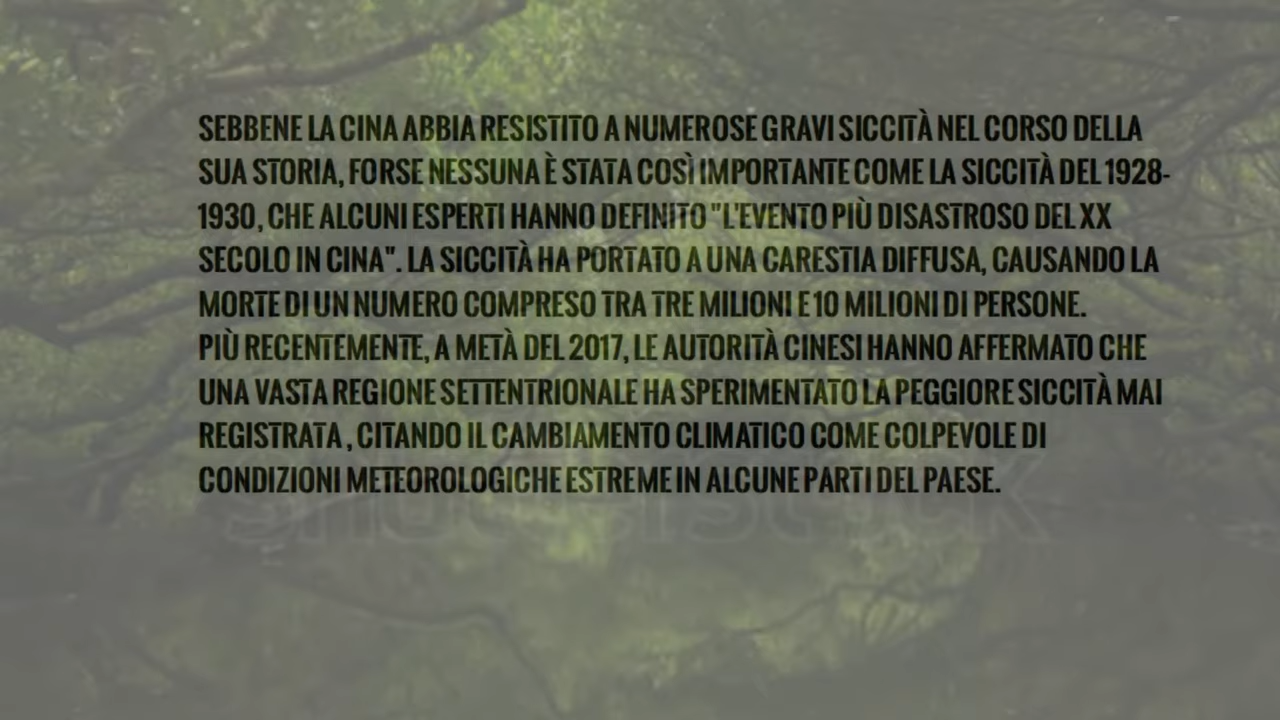 SEBBENE LA CINA ABBIA RESISTITO A NUMEROSE GRAVI SICCITÀ NEL CORSO DELLA
SUA STORIA, FORSE NESSUNA È STATA COSÌ IMPORTANTE COME LA SICCITÀ DEL 1928-
1930, CHE ALCUNI ESPERTI HANNO DEFINITO "L'EVENTO PIÙ DISASTROSO DEL XX
SECOLO IN CINA". LA SICCITÀ HA PORTATO A UNA CARESTIA DIFFUSA, CAUSANDO LA
MORTE DI UN NUMERO COMPRESO TRA TRE MILIONI E 10 MILIONI DI PERSONE.
PIÙ RECENTEMENTE, A METÀ DEL 2017, LE AUTORITÀ CINESI HANNO AFFERMATO CHE
UNA VASTA REGIONE SETTENTRIONALE HA SPERIMENTATO LA PEGGIORE SICCITÀ MAI
REGISTRATA , CITANDO IL CAMBIAMENTO CLIMATICO COME COLPEVOLE DI
CONDIZIONI METEOROLOGICHE ESTREME IN ALCUNE PARTI DEL PAESE.
shutterstock